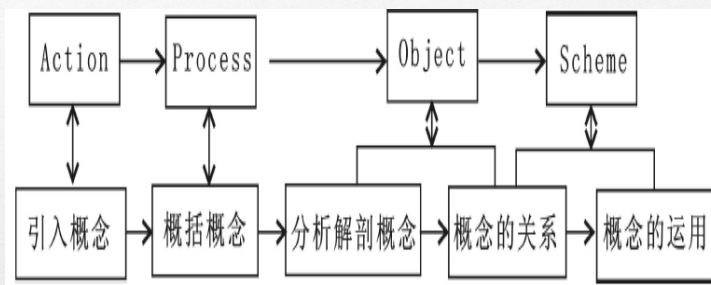 Action
Process
Object
Scheme
引入概念
概括概念
分析解剖概念
概念的关系
概念的运用